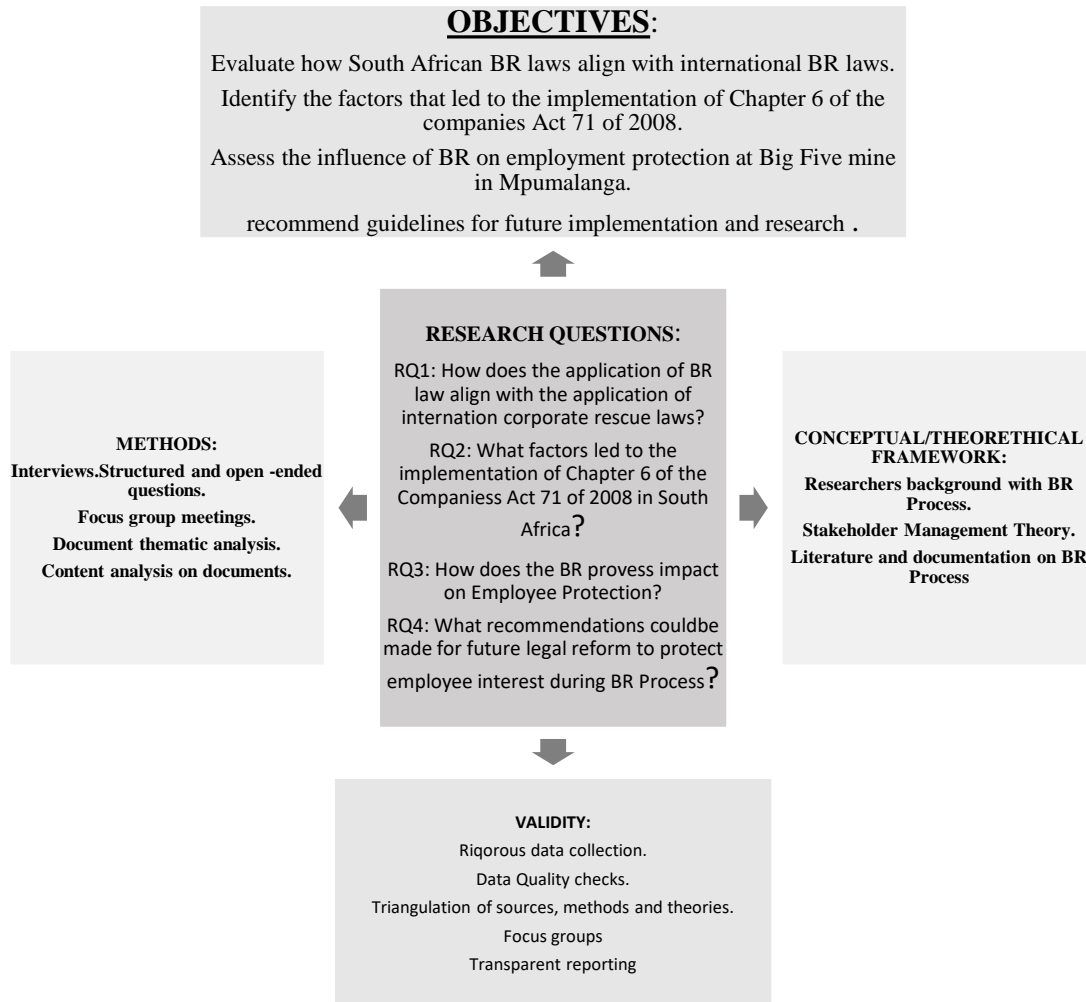 OBJECTIVES:
Evaluate how South African BR laws align with international BR laws.
Identify the factors that led to the implementation of Chapter 6 of the
companies Act 71 of 2008.
Assess the influence of BR on employment protection at Big Five mine
in Mpumalanga.
recommend guidelines for future implementation and research .
RESEARCH QUESTIONS:
RQ1: How does the application of BR
law align with the application of
internation corporate rescue laws?
RQ2: What factors led to the
implementation of Chapter 6 of the
Companiess Act 71 of 2008 in South
Africa?
RQ3: How does the BR provess impact
on Employee Protection?
RQ4: What recommendations couldbe
made for future legal reform to protect
employee interest during BR Process?
METHODS:
Interviews.Structured and open -ended
questions.
Focus group meetings.
Document thematic analysis.
Content analysis on documents.
CONCEPTUAL/THEORETHICAL
FRAMEWORK:
Researchers background with BR
Process.
Stakeholder Management Theory.
Literature and documentation on BR
Process
VALIDITY:
Riqorous data collection.
Data Quality checks.
Triangulation of sources, methods and theories.
Focus groups
Transparent reporting